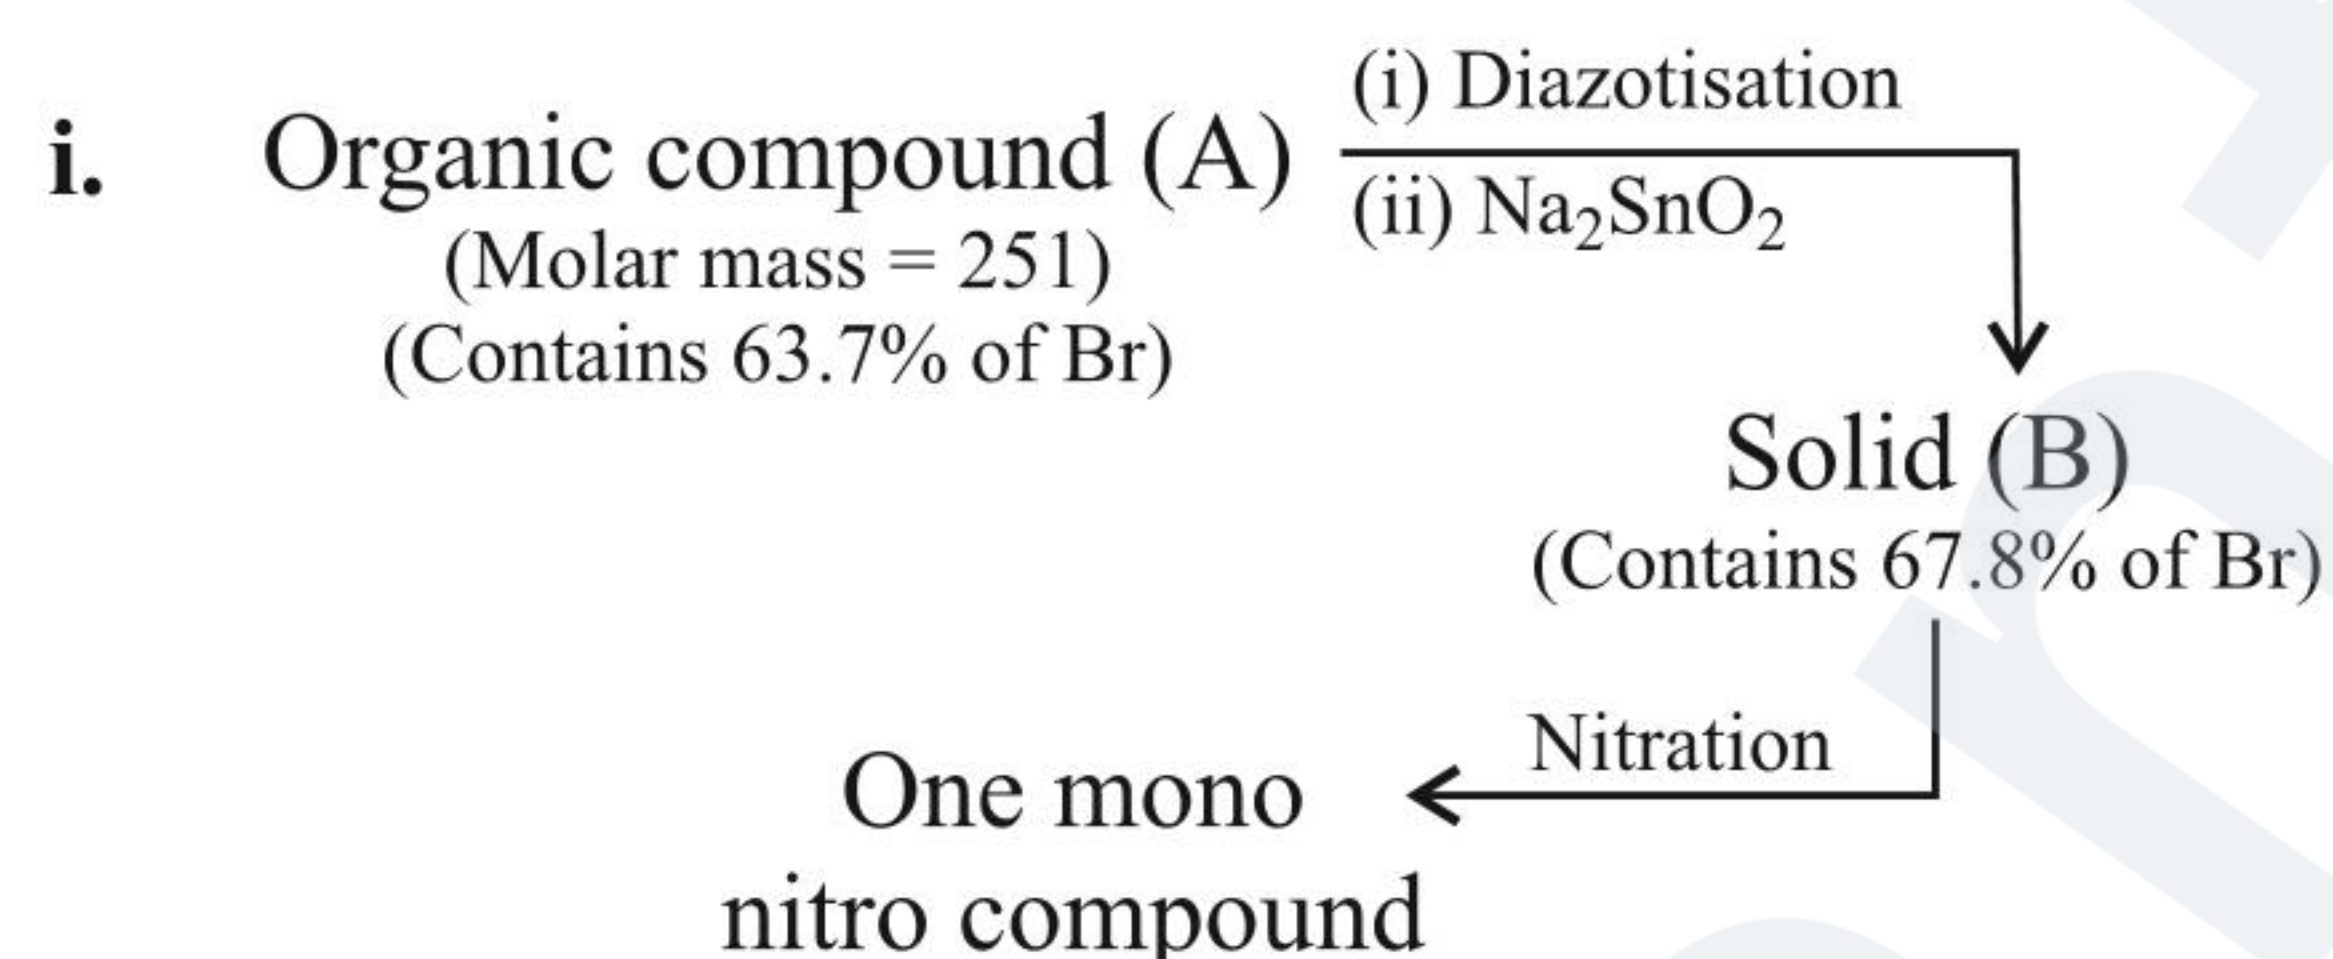 (i) Diazotisation
i. Organic compound (A)
(ii) Na₂SnO₂
(Molar mass = 251)
(Contains 63.7% of Br)
Solid (B)
(Contains 67.8% of Br)
Nitration
One mono
nitro compound